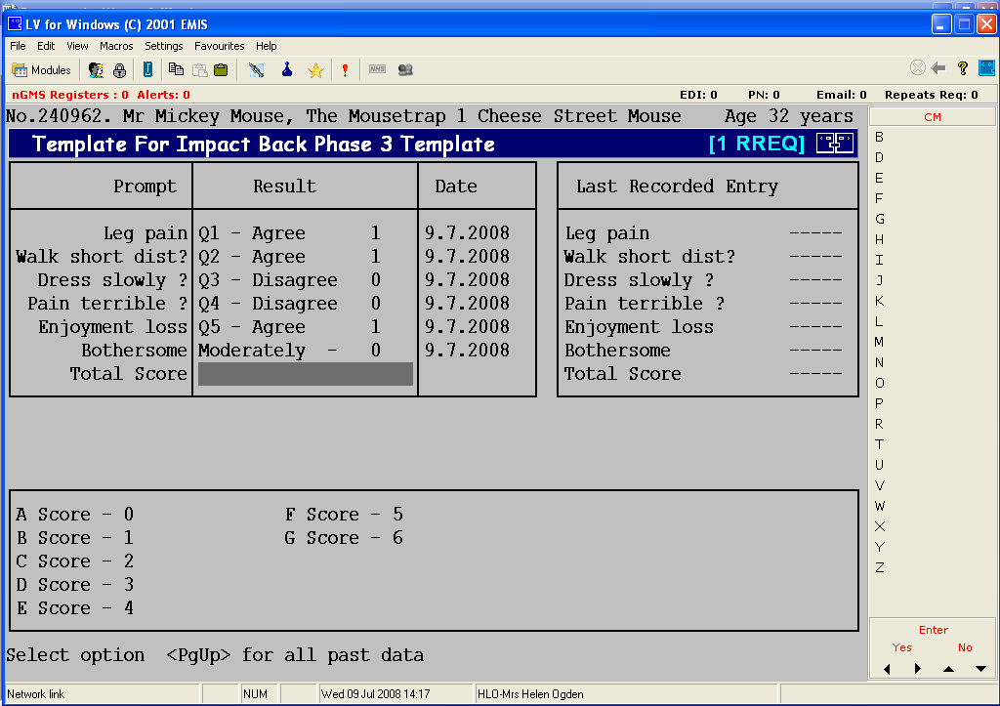 LV for Windows (C) 2001 EMIS
File Edit View Macros Settings Favourites Help
Modules NHS
nGMS Registers : 0 Alerts: 0 EDI: 0 PN: 0 Email: 0 Repeats Req: 0
No.240962. Mr Mickey Mouse, The Mousetrap 1 Cheese Street Mouse Age 32 years
CM
Template For Impact Back Phase 3 Template [1 RREQ]
Prompt Result Date Last Recorded Entry
Leg pain Q1 - Agree 1 9.7.2008 Leg pain -----
Walk short dist? Q2 - Agree 1 9.7.2008 Walk short dist? -----
Dress slowly ? Q3 - Disagree 0 9.7.2008 Dress slowly ? -----
Pain terrible ? Q4 - Disagree 0 9.7.2008 Pain terrible ? -----
Enjoyment loss Q5 - Agree 1 9.7.2008 Enjoyment loss -----
Bothersome Moderately - 0 9.7.2008 Bothersome -----
Total Score Total Score -----
A Score - 0 F Score - 5
B Score - 1 G Score - 6
C Score - 2
D Score - 3
E Score - 4
Select option <PgUp> for all past data
B
D
E
F
G
H
I
J
K
L
M
N
O
P
R
T
U
V
W
X
Y
Z
Enter
Yes No
Network link NUM Wed 09 Jul 2008 14:17 HLO-Mrs Helen Ogden